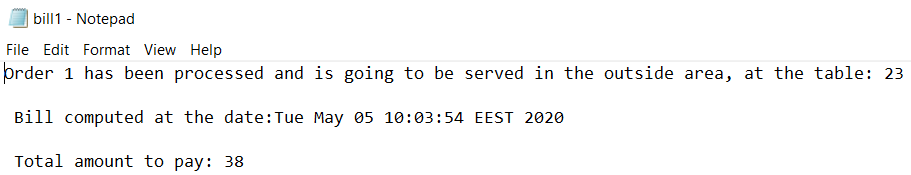 bill1 - Notepad
File Edit Format View Help
Order 1 has been processed and is going to be served in the outside area, at the table: 23
Bill computed at the date:Tue May 05 10:03:54 EEST 2020
Total amount to pay: 38